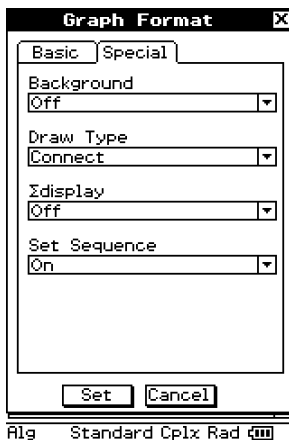 Graph Format
Basic Special
Background
Off
Draw Type
Connect
Σdisplay
Off
Set Sequence
On
Set Cancel
Alg Standard Cplx Rad